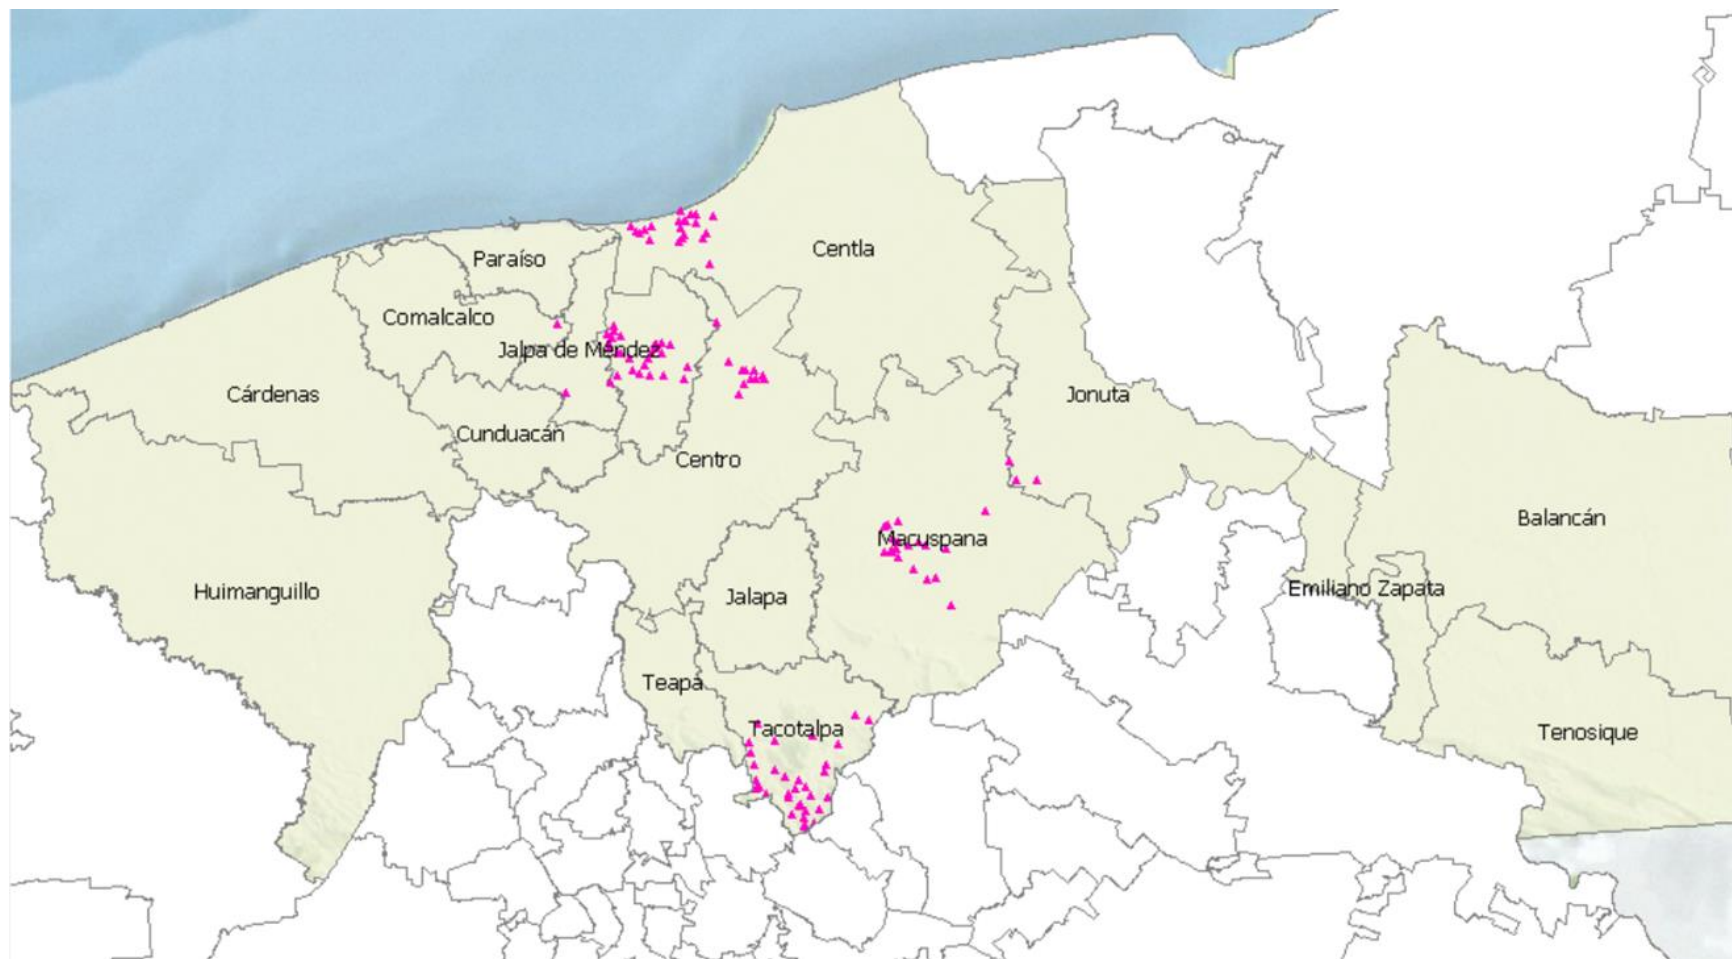 Centla
Paraíso
Comalcalco
Jalpa de Méndez
Cárdenas
Jonuta
Cunduacán
Centro
Balancán
Macuspana
Huimanguillo
Jalapa
Emiliano Zapata
Teapa
Tacotalpa
Tenosique